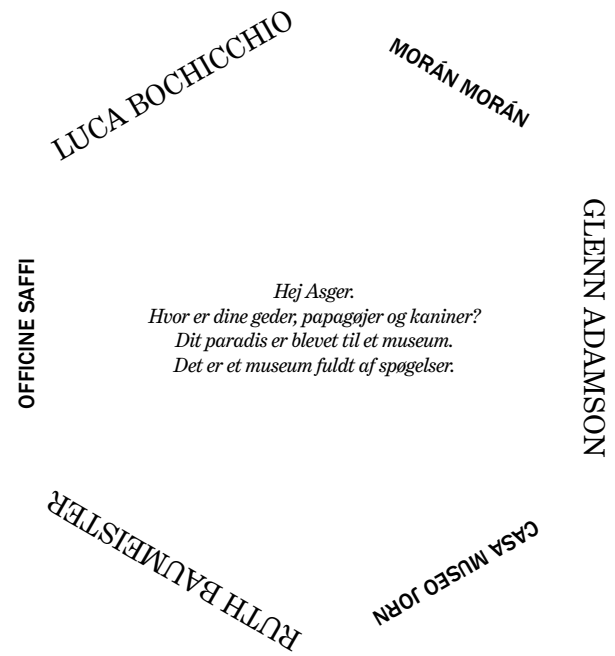 LUCA BOCHICCHIO
MORÁN MORÁN
GLENN ADAMSON
OFFICINE SAFFI
Hej Asger.
Hvor er dine geder, papagøjer og kaniner?
Dit paradis er blevet til et museum.
Det er et museum fuldt af spøgelser.
RUTH BAUMEISTER
CASA MUSEO JORN